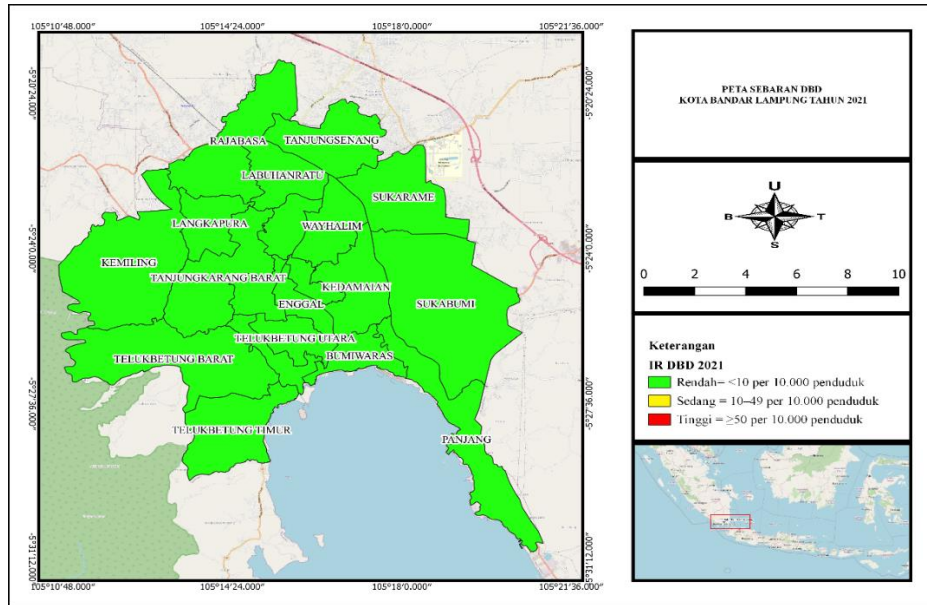 105°10'48.000" 105°14'24.000" 105°18'0.000" 105°21'36.000"
-5°20'24.000" -5°20'24.000"
-5°24'0.000" -5°24'0.000"
-5°27'36.000" -5°27'36.000"
-5°31'12.000" -5°31'12.000"
RAJABASA
TANJUNGSENANG
LABUHANRATU
SUKARAME
LANGKAPURA
WAYHALIM
KEMILING
TANJUNGKARANG BARAT
KEDAMAIAN
ENGGAL
SUKABUMI
TELUKBETUNG UTARA
TELUKBETUNG BARAT
BUMIWARAS
TELUKBETUNG TIMUR
PANJANG
105°10'48.000" 105°14'24.000" 105°18'0.000" 105°21'36.000"
PETA SEBARAN DBD
KOTA BANDAR LAMPUNG TAHUN 2021
U
B T
S
0 2 4 6 8 10
Keterangan
IR DBD 2021
Rendah= <10 per 10.000 penduduk
Sedang = 10–49 per 10.000 penduduk
Tinggi = ≥50 per 10.000 penduduk